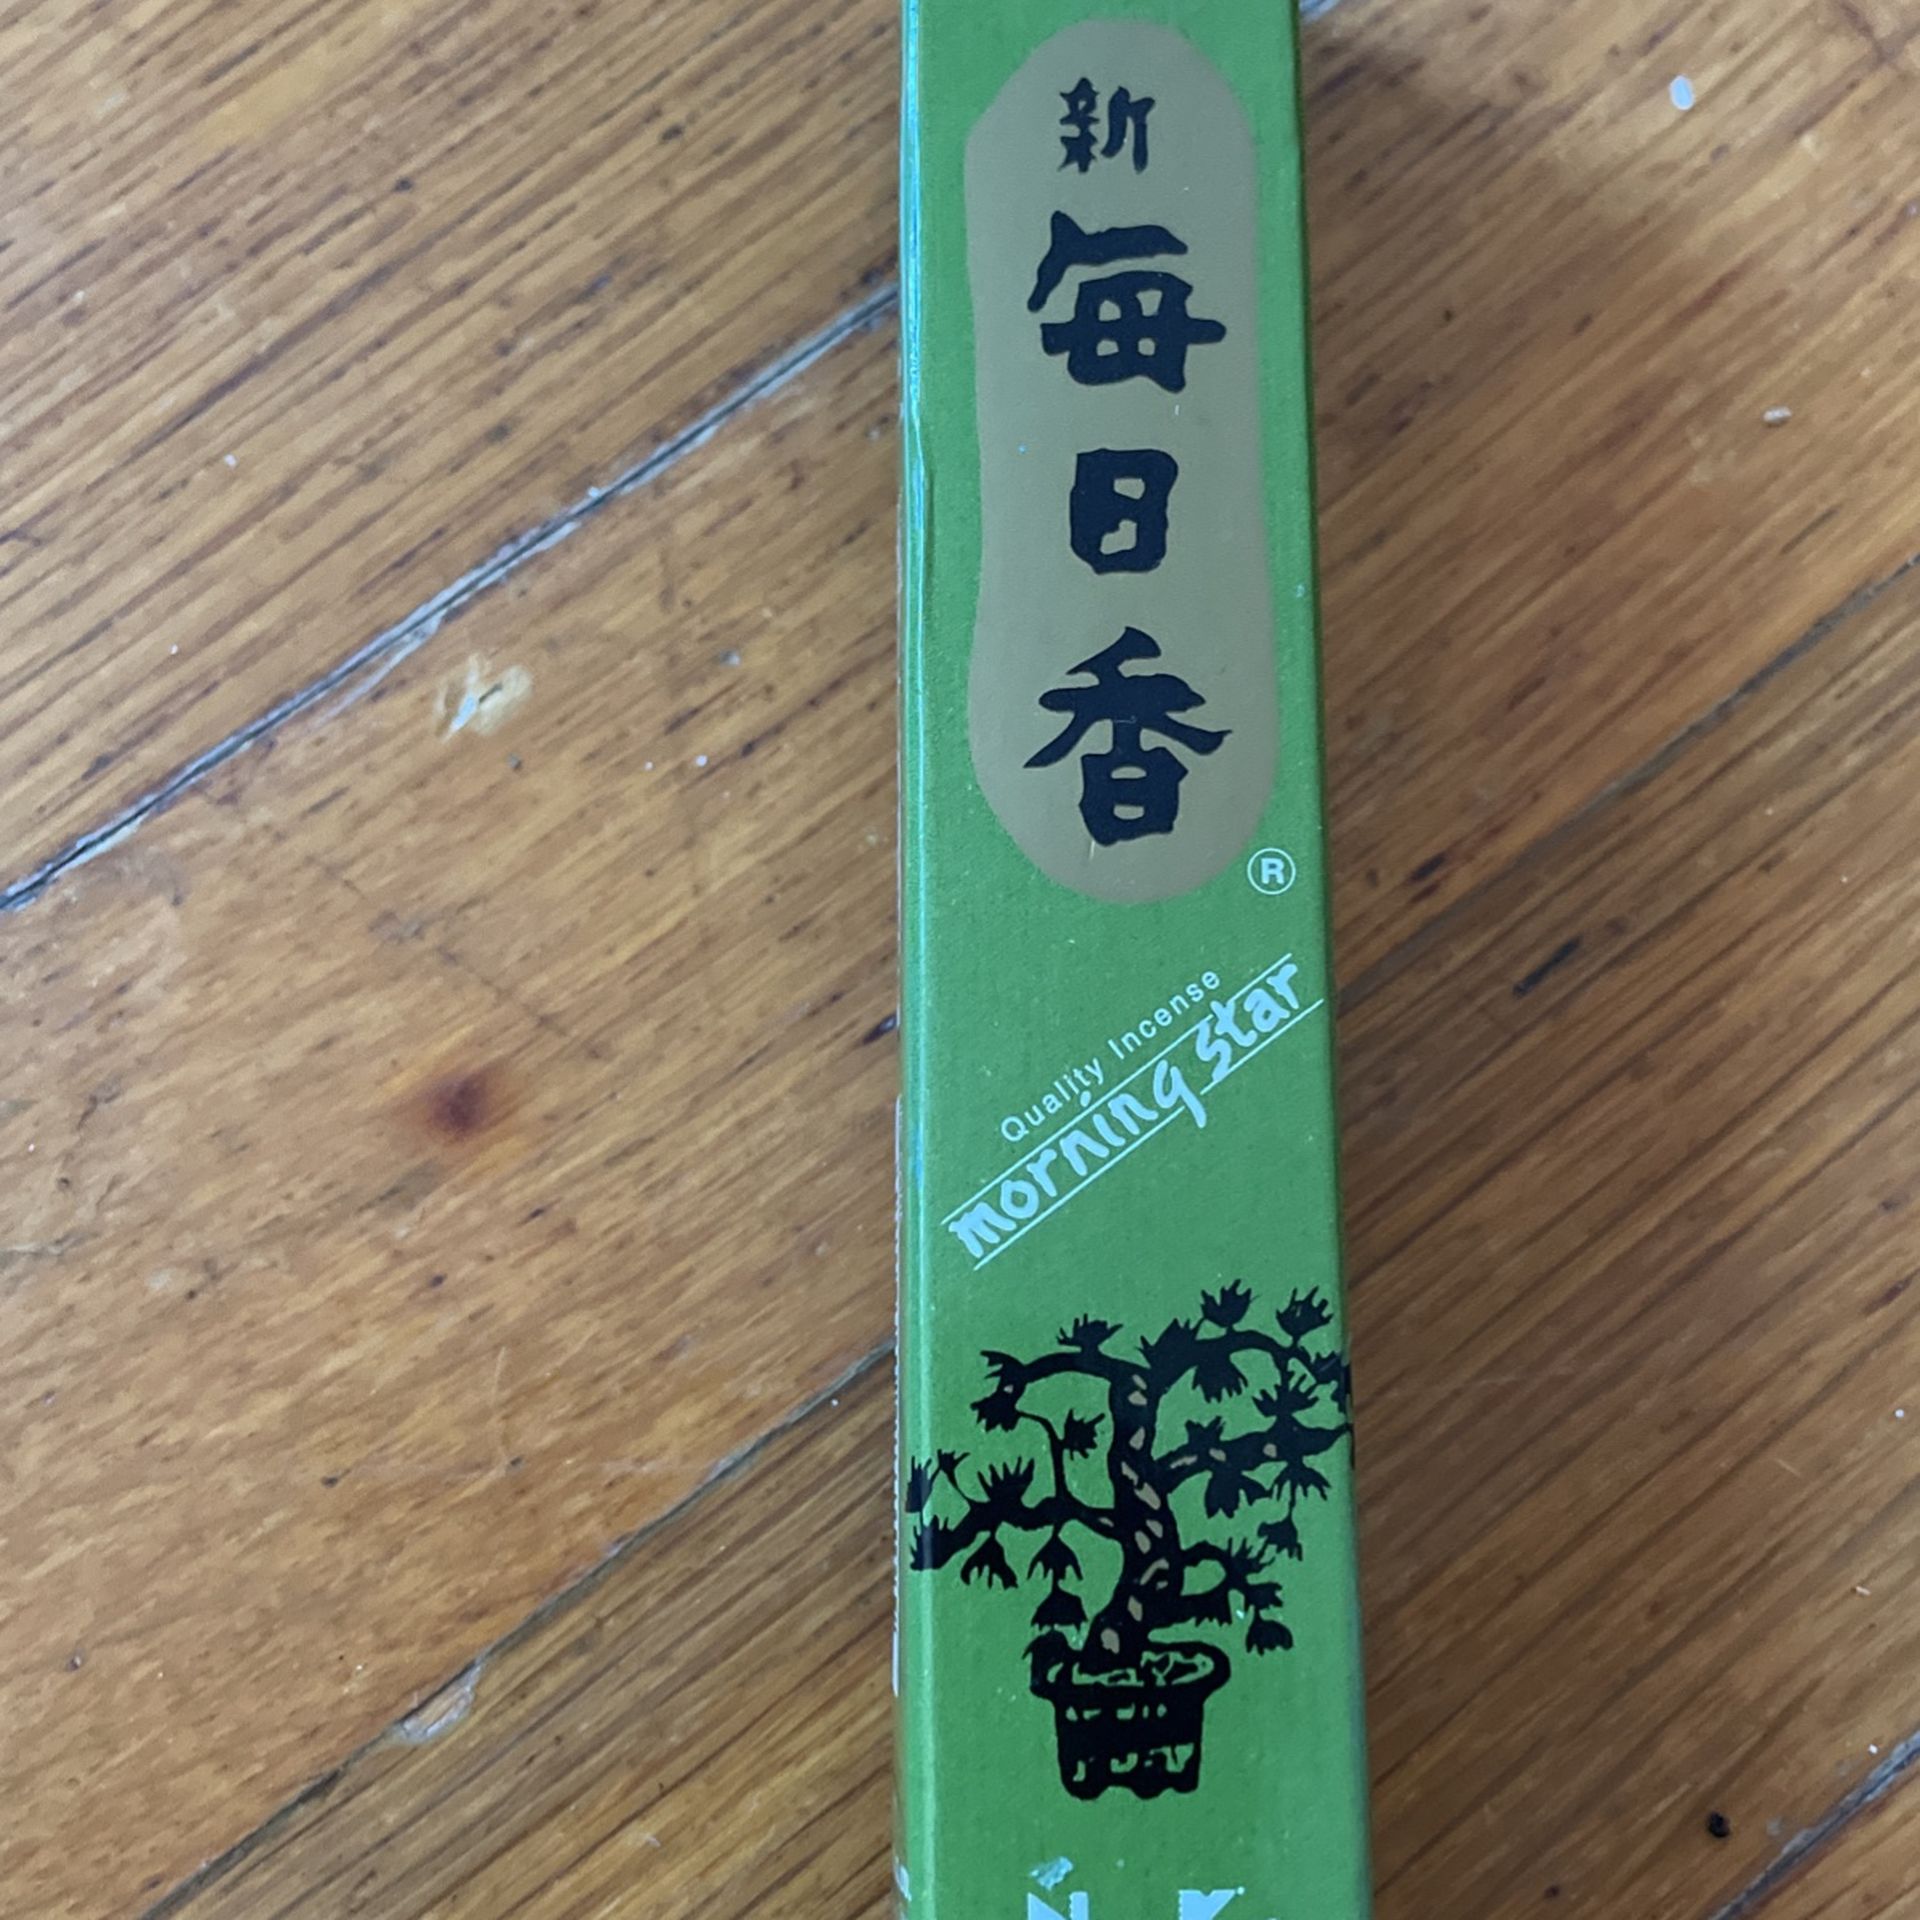 新毎日香
®
Quality Incense
morning star